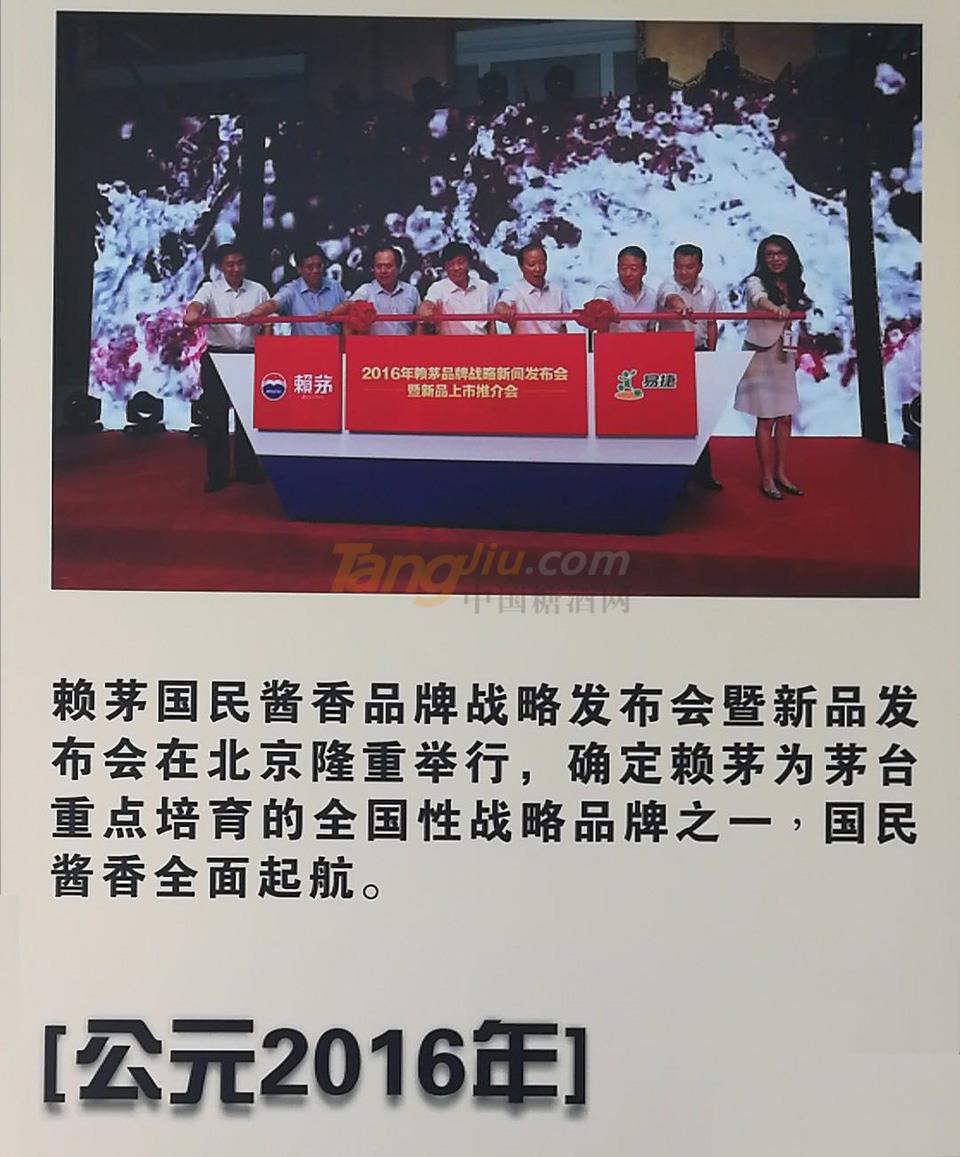 賴茅
2016年赖茅品牌战略新闻发布会
暨新品上市推介会
易捷
TangJiu.com
中国糖酒网
赖茅国民酱香品牌战略发布会暨新品发
布会在北京隆重举行，确定赖茅为茅台
重点培育的全国性战略品牌之一，国民
酱香全面起航。
[公元2016年]